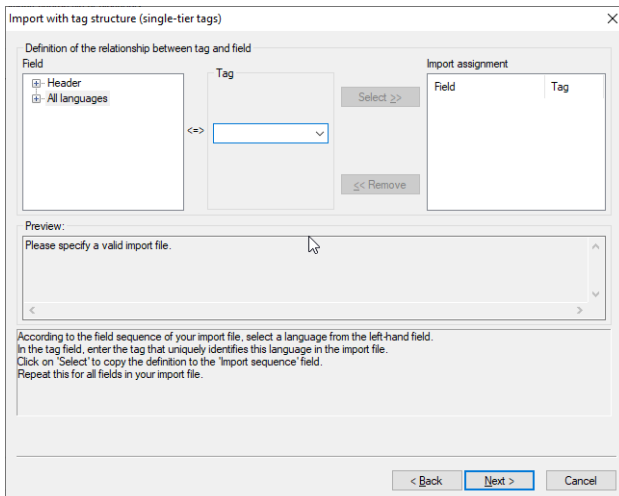 Import with tag structure (single-tier tags)
Definition of the relationship between tag and field
Field
Tag
Import assignment
Header
All languages
<=>
Select >>
<< Remove
Field Tag
Preview:
Please specify a valid import file.
According to the field sequence of your import file, select a language from the left-hand field.
In the tag field, enter the tag that uniquely identifies this language in the import file.
Click on 'Select' to copy the definition to the 'Import sequence' field.
Repeat this for all fields in your import file.
< Back
Next >
Cancel